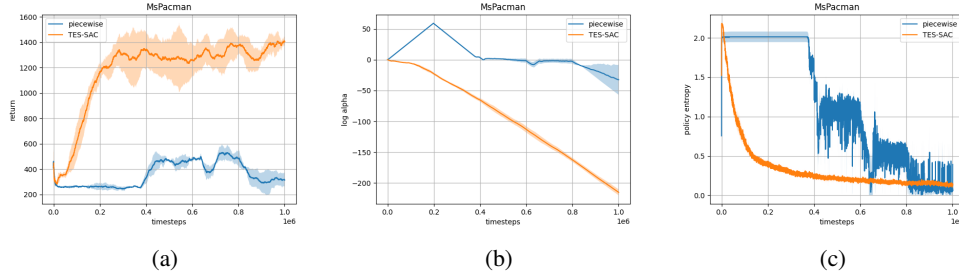 MsPacman
piecewise
TES-SAC
return
1600
1400
1200
1000
800
600
400
200
0.0 0.2 0.4 0.6 0.8 1.0
timesteps 1e6
(a)
MsPacman
piecewise
TES-SAC
log alpha
50
0
−50
−100
−150
−200
0.0 0.2 0.4 0.6 0.8 1.0
timesteps 1e6
(b)
MsPacman
piecewise
TES-SAC
policy entropy
2.0
1.5
1.0
0.5
0.0
0.0 0.2 0.4 0.6 0.8 1.0
timesteps 1e6
(c)